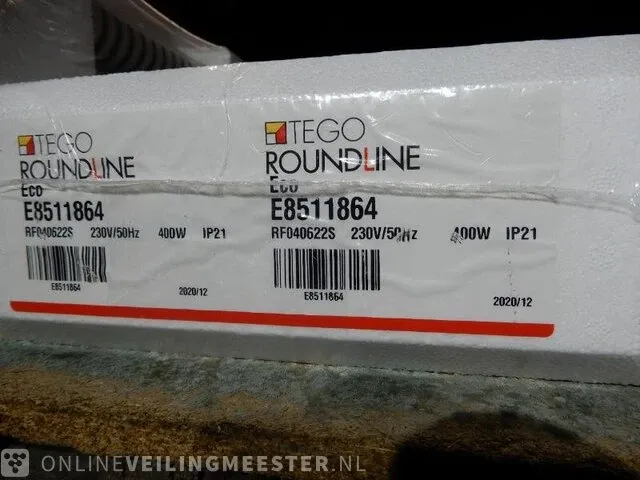 TEGO
ROUNDLINE
Eco
E8511864
RF040622S 230V/50Hz 400W IP21
E8511864
2020/12
TEGO
ROUNDLINE
Eco
E8511864
RF040622S 230V/50Hz 400W IP21
E8511864
2020/12
ONLINEVEILINGMEESTER.NL